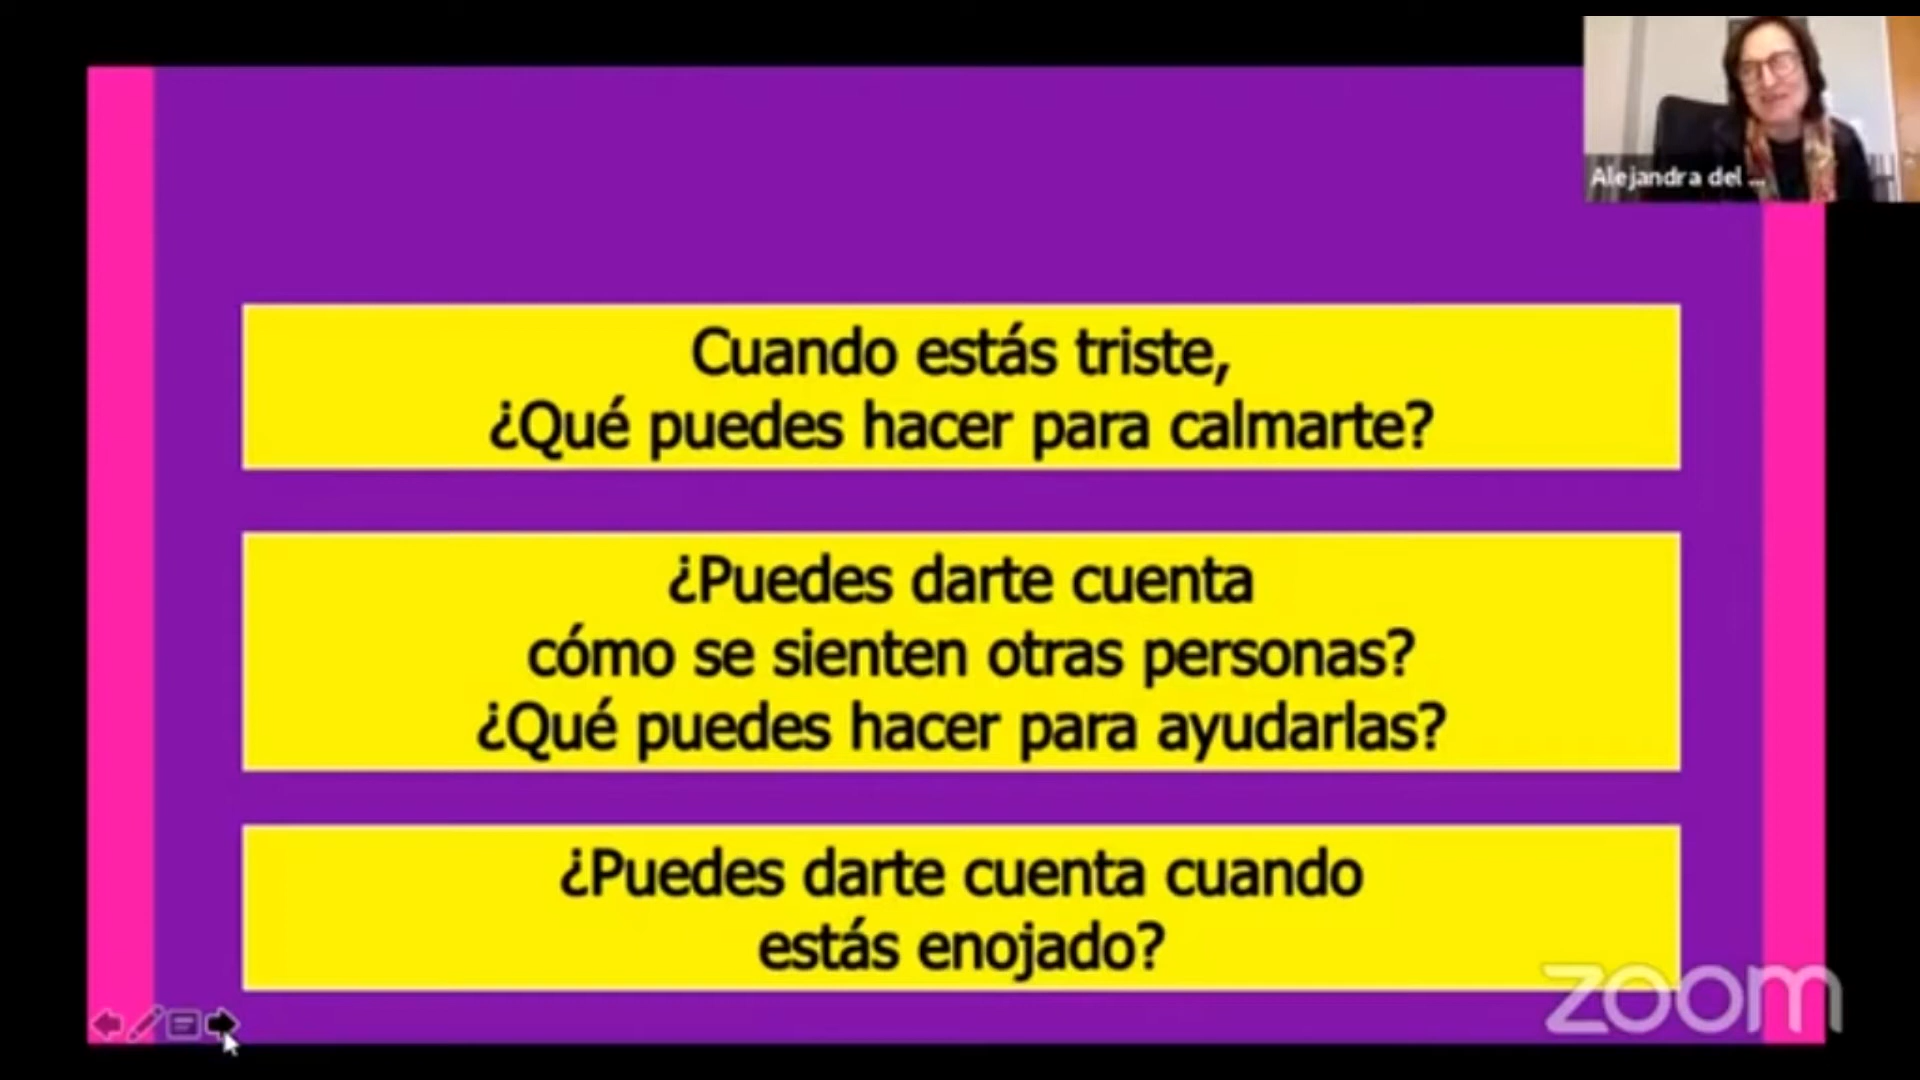 Alejandra del ...
Cuando estás triste,
¿Qué puedes hacer para calmarte?
¿Puedes darte cuenta
cómo se sienten otras personas?
¿Qué puedes hacer para ayudarlas?
¿Puedes darte cuenta cuando
estás enojado?
zoom